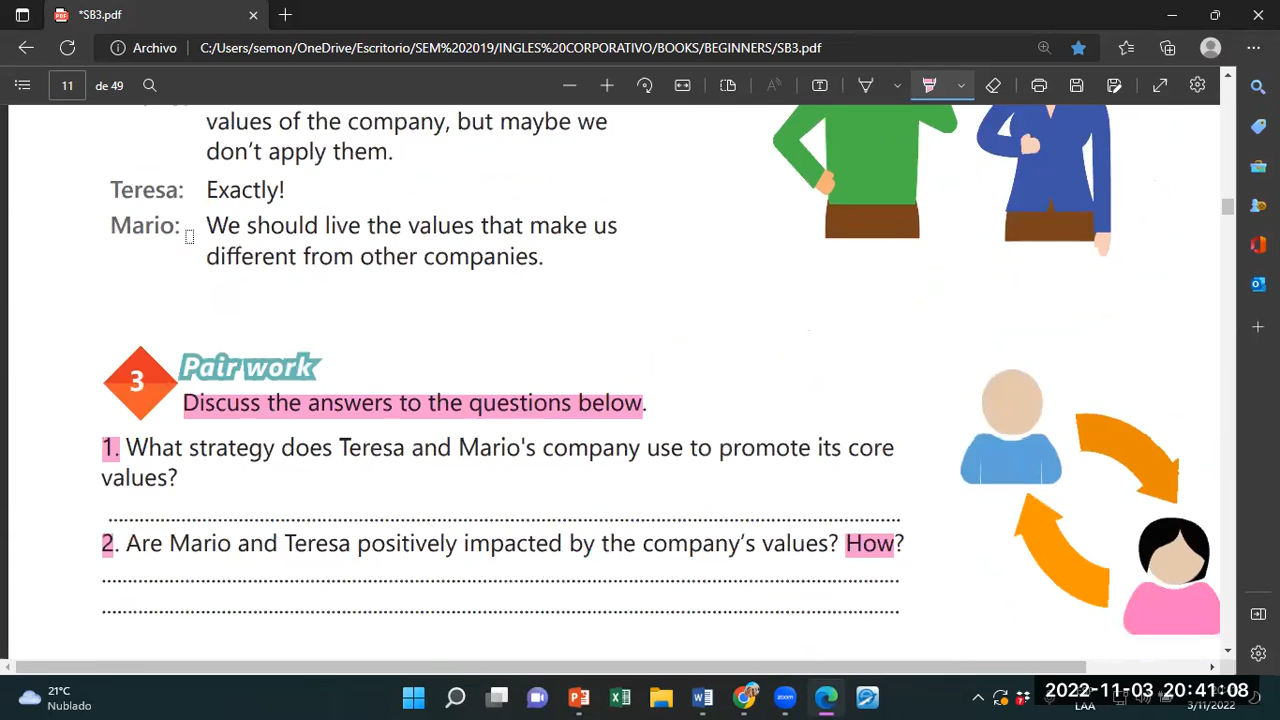 *SB3.pdf
Archivo
C:/Users/semon/OneDrive/Escritorio/SEM%202019/INGLES%20CORPORATIVO/BOOKS/BEGINNERS/SB3.pdf
11 de 49
values of the company, but maybe we
don't apply them.
Teresa: Exactly!
Mario: We should live the values that make us
different from other companies.
3 Pair work
Discuss the answers to the questions below.
1. What strategy does Teresa and Mario's company use to promote its core
values?
2. Are Mario and Teresa positively impacted by the company's values? How?
21°C
Nublado
LAA
2022-11-03 20:41:08
3/11/2022